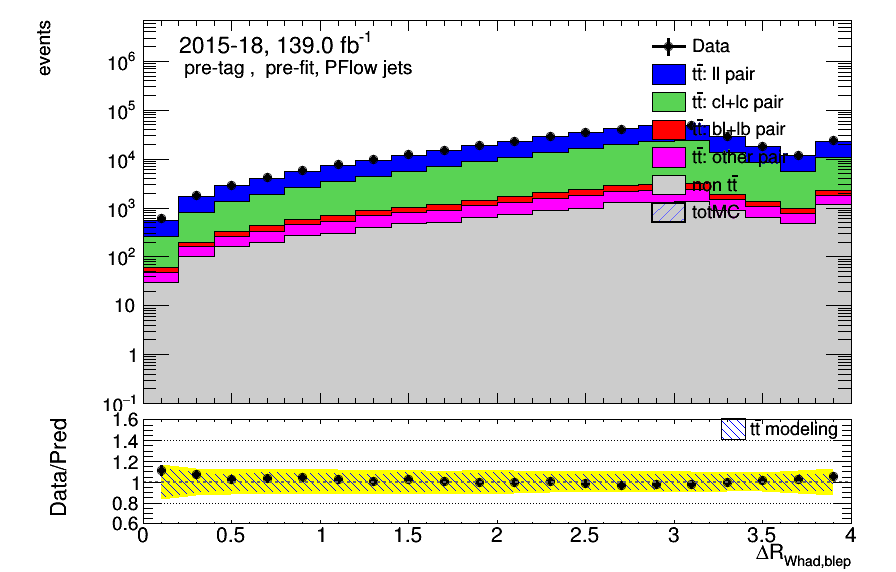 events
2015-18, 139.0 fb⁻¹
pre-tag , pre-fit, PFlow jets
Data
tt̄: ll pair
tt̄: cl+lc pair
tt̄: bl+lb pair
tt̄: other pair
non tt̄
totMC
10⁶
10⁵
10⁴
10³
10²
10
1
10⁻¹
Data/Pred
tt̄ modeling
1.6
1.4
1.2
1
0.8
0.6
0 0.5 1 1.5 2 2.5 3 3.5 4
ΔR_Whad,blep